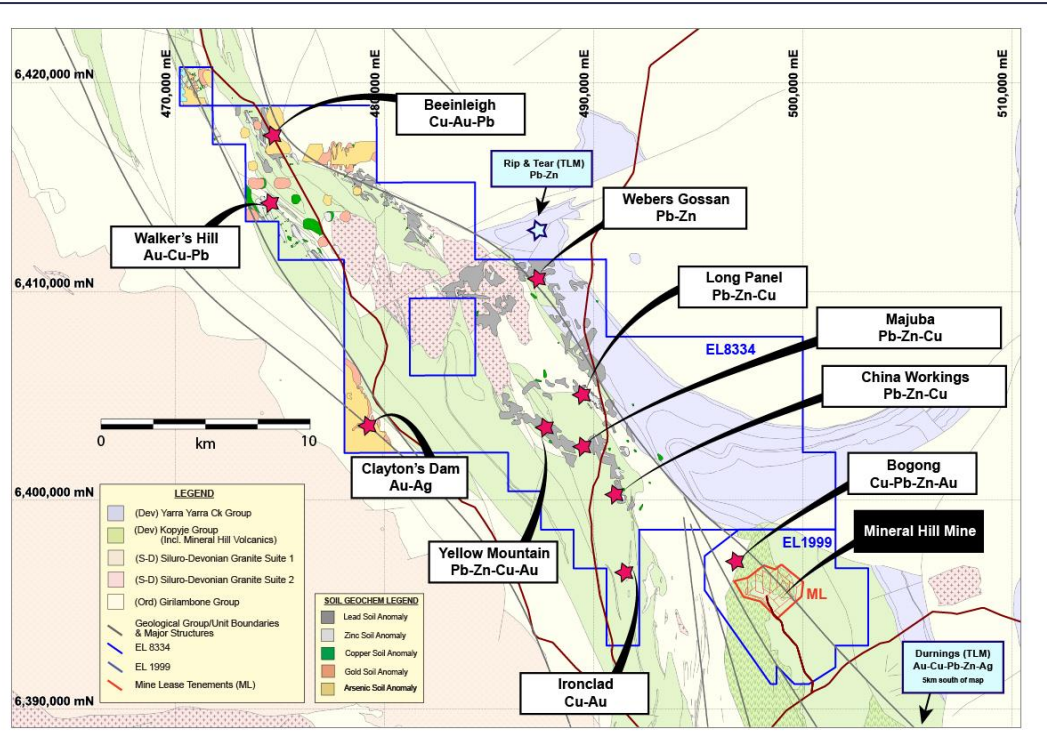 6,420,000 mN
470,000 mE
480,000 mE
490,000 mE
500,000 mE
510,000 mE
Beeinleigh
Cu-Au-Pb
Rip & Tear (TLM)
Pb-Zn
Webers Gossan
Pb-Zn
Walker's Hill
Au-Cu-Pb
6,410,000 mN
Long Panel
Pb-Zn-Cu
Majuba
Pb-Zn-Cu
EL8334
China Workings
Pb-Zn-Cu
0
10
km
Clayton's Dam
Au-Ag
Bogong
Cu-Pb-Zn-Au
6,400,000 mN
EL1999
Mineral Hill Mine
Yellow Mountain
Pb-Zn-Cu-Au
ML
Durnings (TLM)
Au-Cu-Pb-Zn-Ag
5km south of map
Ironclad
Cu-Au
6,390,000 mN
LEGEND
(Dev) Yarra Yarra Ck Group
(Dev) Kopyje Group
(Incl. Mineral Hill Volcanics)
(S-D) Siluro-Devonian Granite Suite 1
(S-D) Siluro-Devonian Granite Suite 2
(Ord) Girilambone Group
Geological Group/Unit Boundaries
& Major Structures
EL 8334
EL 1999
Mine Lease Tenements (ML)
SOIL GEOCHEM LEGEND
Lead Soil Anomaly
Zinc Soil Anomaly
Copper Soil Anomaly
Gold Soil Anomaly
Arsenic Soil Anomaly